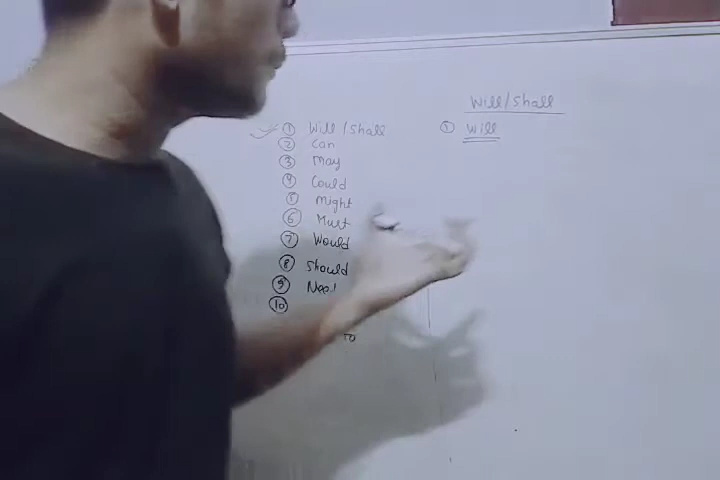 Will/Shall
① Will/Shall
② Can
③ May
④ Could
⑤ Might
⑥ Must
⑦ Would
⑧ Should
⑨ Need
⑩
To
① Will